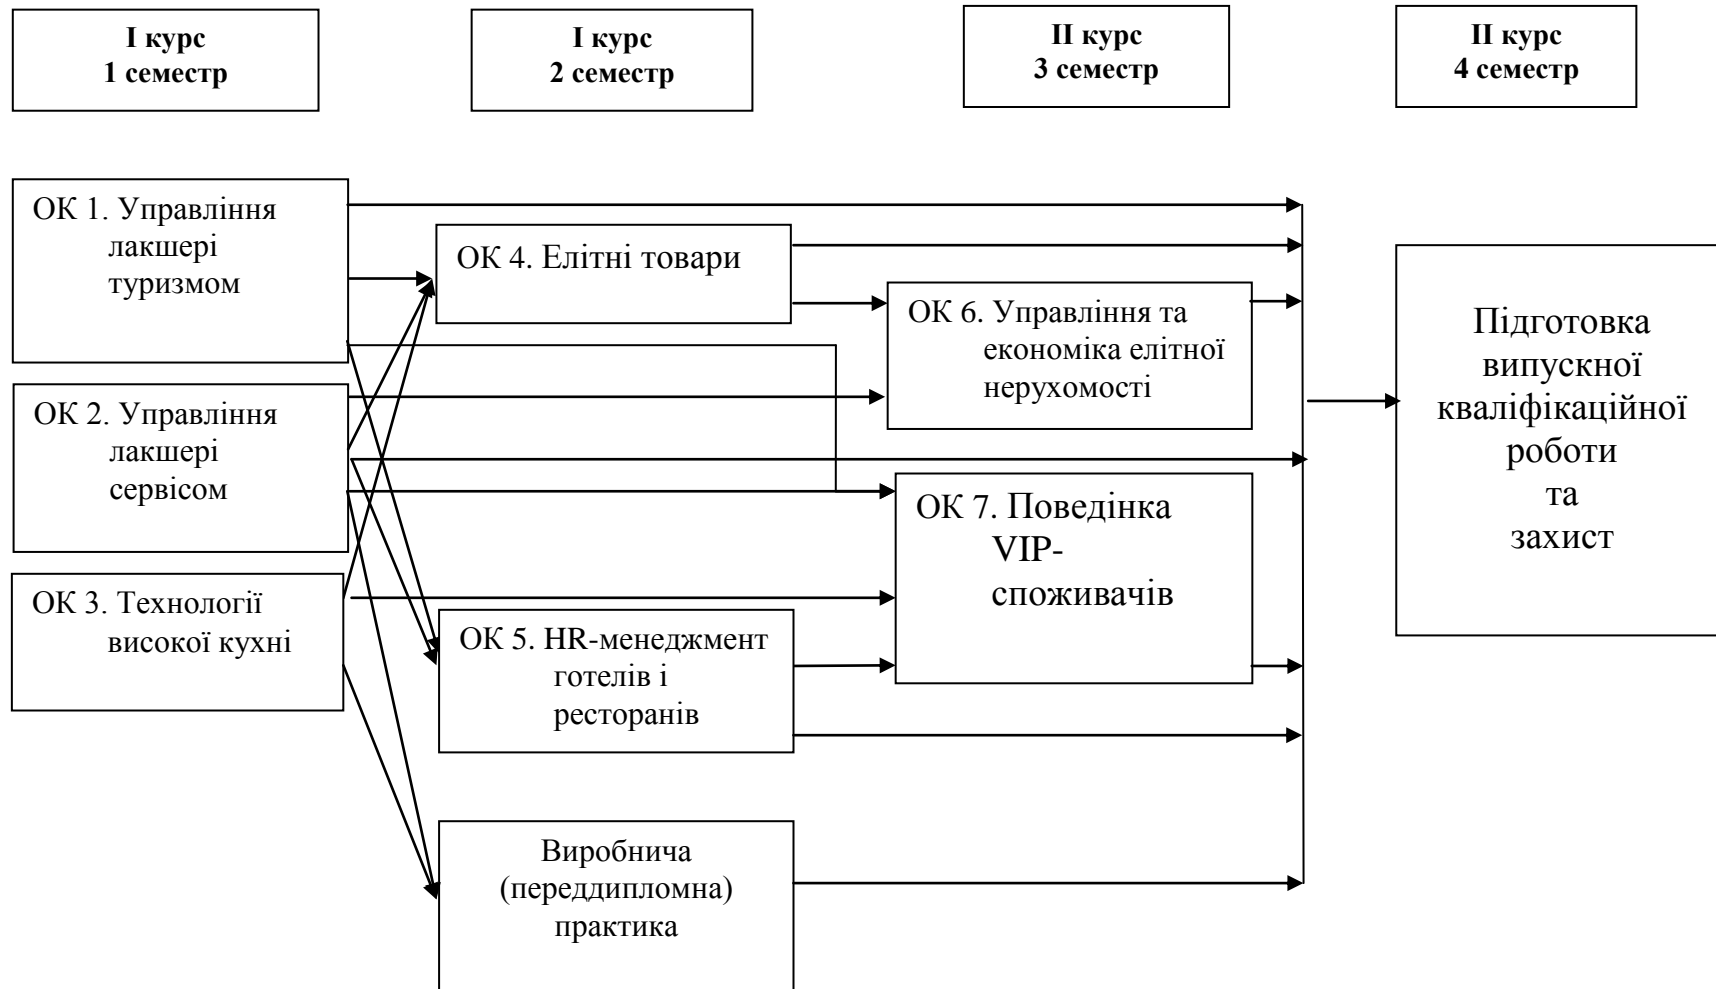 І курс
1 семестр
І курс
2 семестр
ІІ курс
3 семестр
ІІ курс
4 семестр
ОК 1. Управління
лакшері
туризмом
ОК 2. Управління
лакшері
сервісом
ОК 3. Технології
високої кухні
ОК 4. Елітні товари
ОК 5. HR-менеджмент
готелів і
ресторанів
Виробнича
(переддипломна)
практика
ОК 6. Управління та
економіка елітної
нерухомості
ОК 7. Поведінка
VIP-
споживачів
Підготовка
випускної
кваліфікаційної
роботи
та
захист